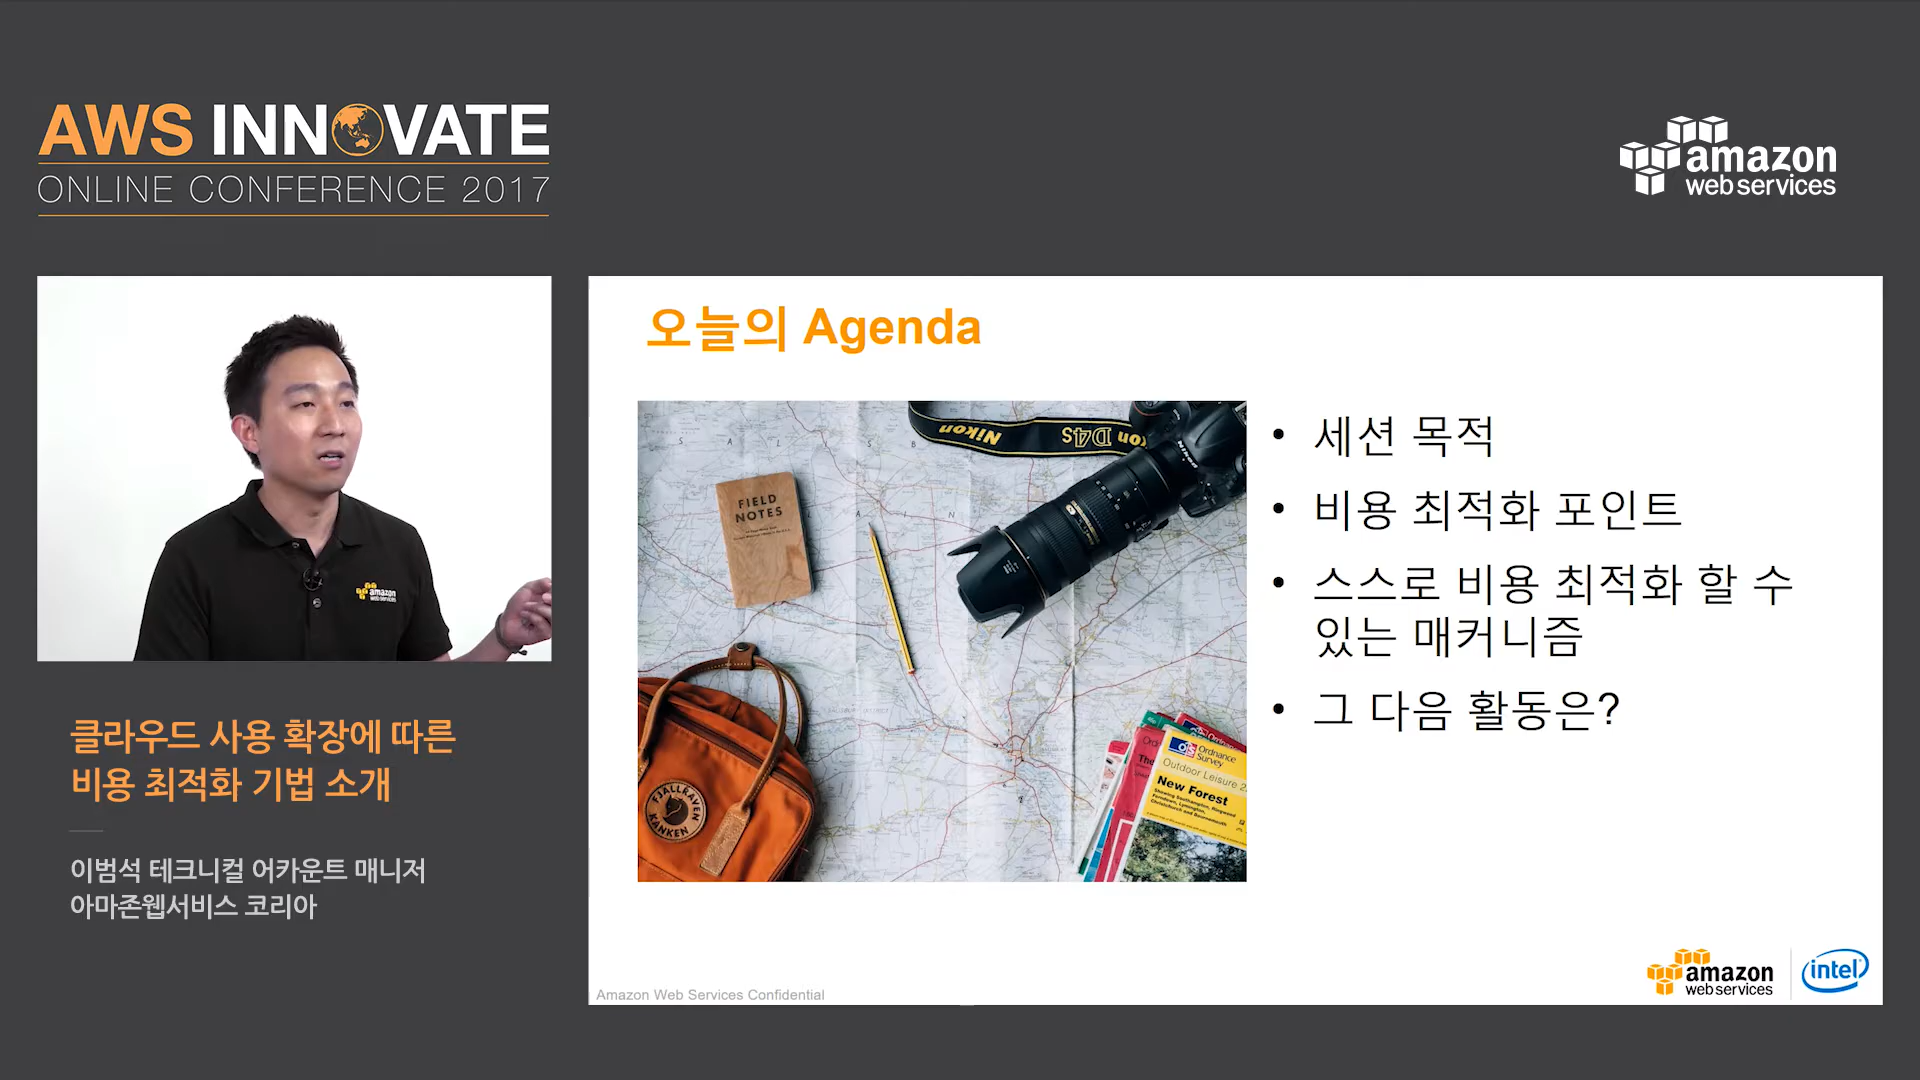 AWS INNOVATE
ONLINE CONFERENCE 2017
amazon
web services
amazon
web services
클라우드 사용 확장에 따른
비용 최적화 기법 소개
이범석 테크니컬 어카운트 매니저
아마존웹서비스 코리아
오늘의 Agenda
Nikon
D4s
FIELD
NOTES
FJALLRAVEN
KANKEN
Ordnance
Survey
Outdoor Leisure
New Forest
• 세션 목적
• 비용 최적화 포인트
• 스스로 비용 최적화 할 수
있는 매커니즘
• 그 다음 활동은?
Amazon Web Services Confidential
amazon
web services
intel